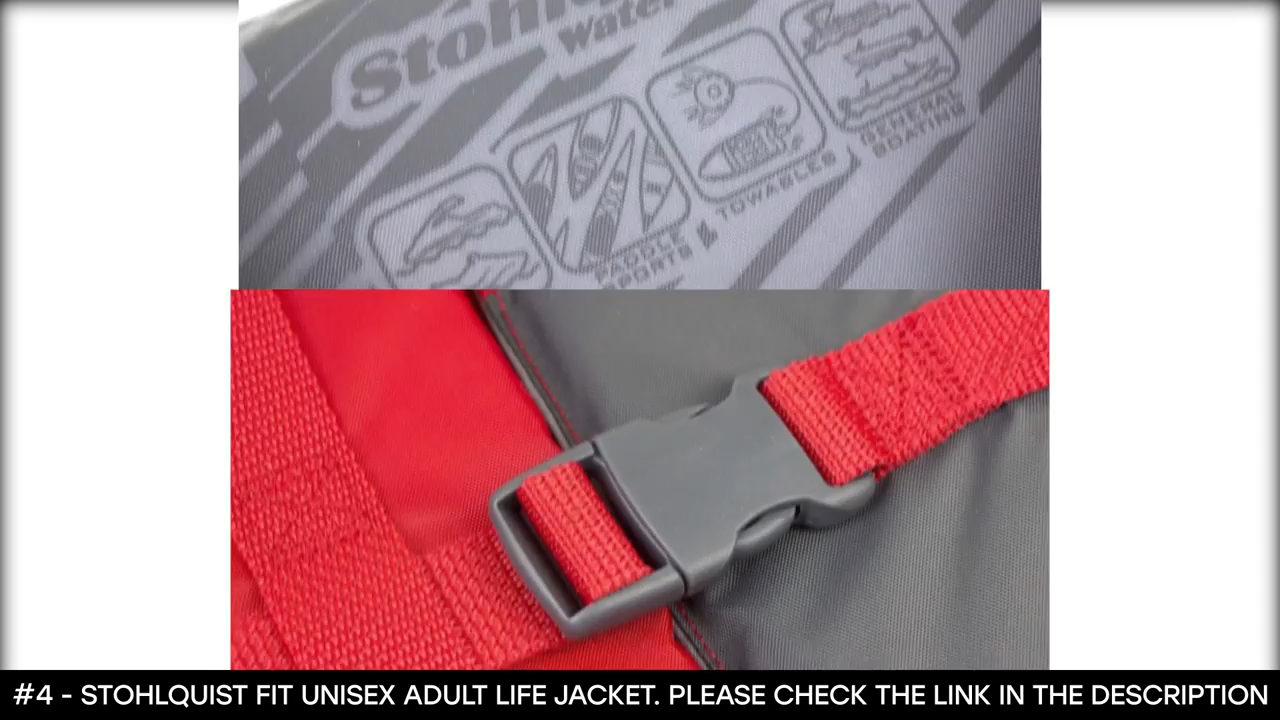 Stohlq
Water
GENERAL
BOATING
TOWABLES
PADDLE
SPORTS
#4 - STOHLQUIST FIT UNISEX ADULT LIFE JACKET. PLEASE CHECK THE LINK IN THE DESCRIPTION